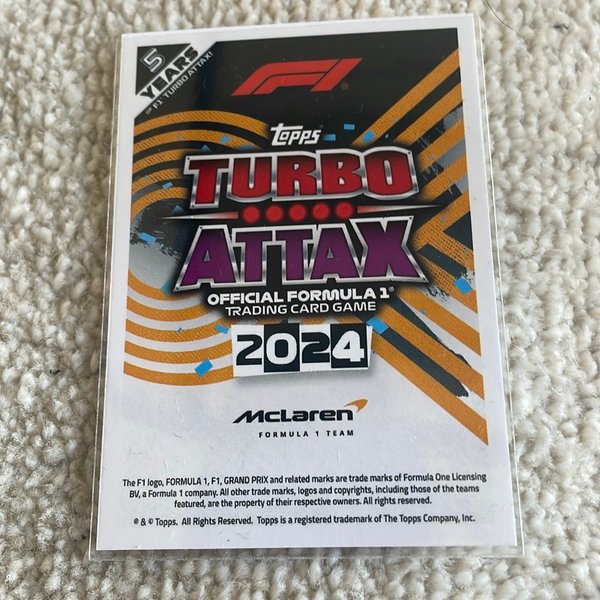 5
YEARS
OF F1 TURBO ATTAX!
F1®
Topps
TURBO
ATTAX
OFFICIAL FORMULA 1®
TRADING CARD GAME
2024
McLaren
FORMULA 1 TEAM
The F1 logo, FORMULA 1, F1, GRAND PRIX and related marks are trade marks of Formula One Licensing
BV, a Formula 1 company. All other trade marks, logos and copyrights, including those of the teams
featured, are the property of their respective owners. All rights reserved.
® & © Topps. All Rights Reserved. Topps is a registered trademark of The Topps Company, Inc.